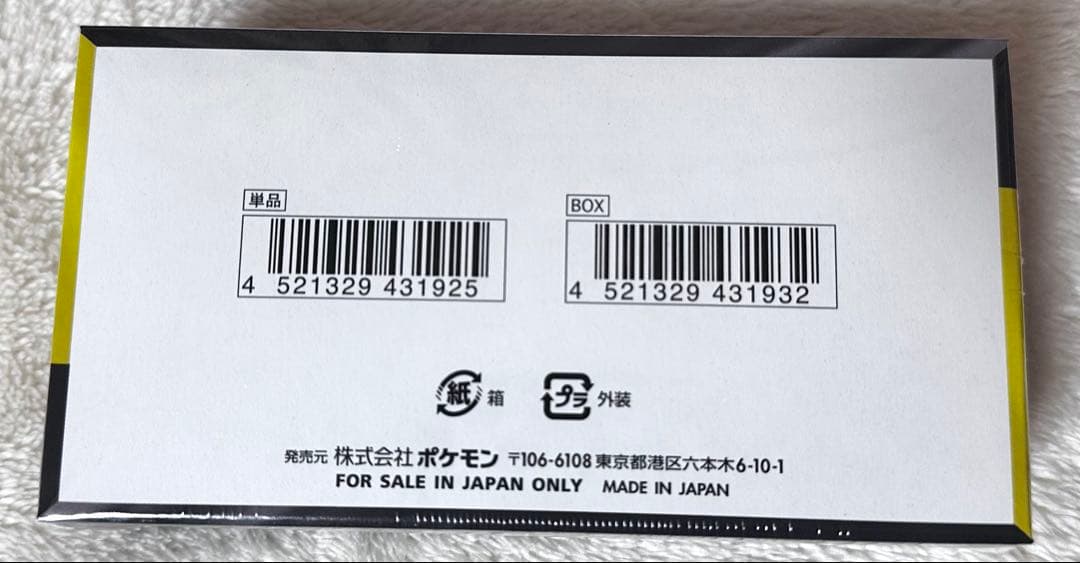 単品
4 521329 431925
BOX
4 521329 431932
紙 箱
プラ 外装
発売元 株式会社ポケモン 〒106-6108 東京都港区六本木6-10-1
FOR SALE IN JAPAN ONLY MADE IN JAPAN